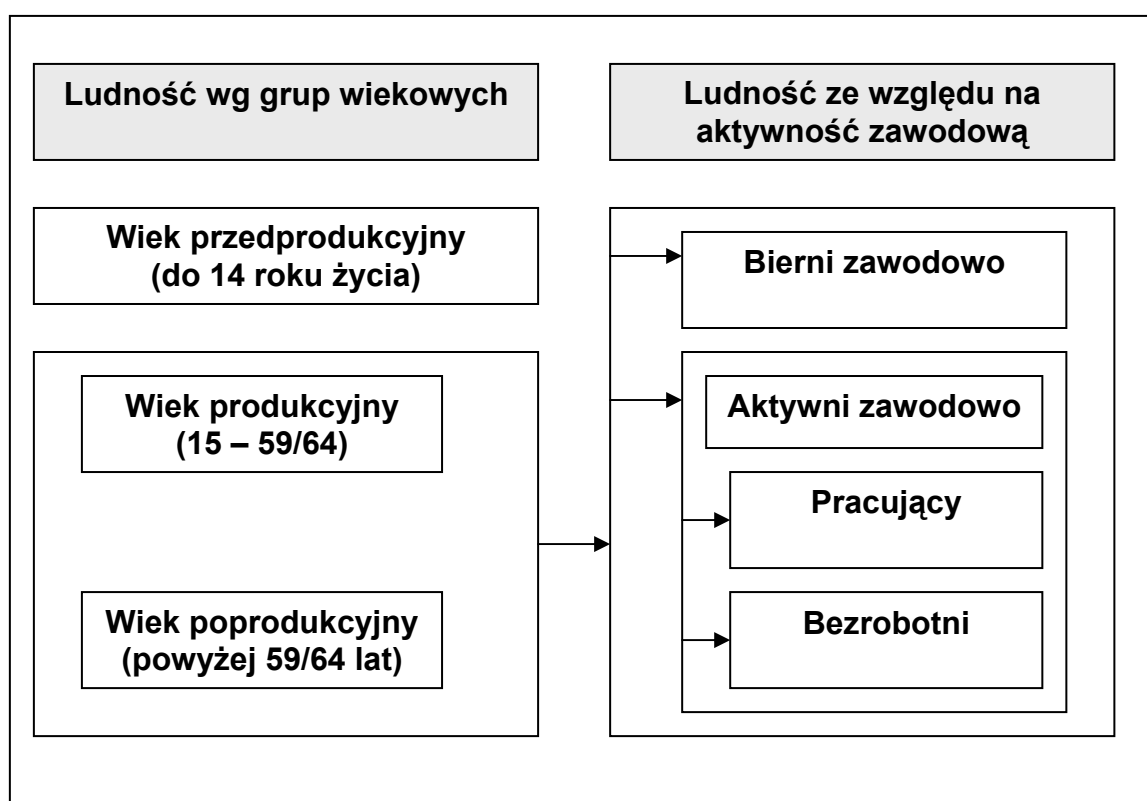 Ludność wg grup wiekowych
Wiek przedprodukcyjny
(do 14 roku życia)
Wiek produkcyjny
(15 – 59/64)
Wiek poprodukcyjny
(powyżej 59/64 lat)
Ludność ze względu na
aktywność zawodową
Bierni zawodowo
Aktywni zawodowo
Pracujący
Bezrobotni